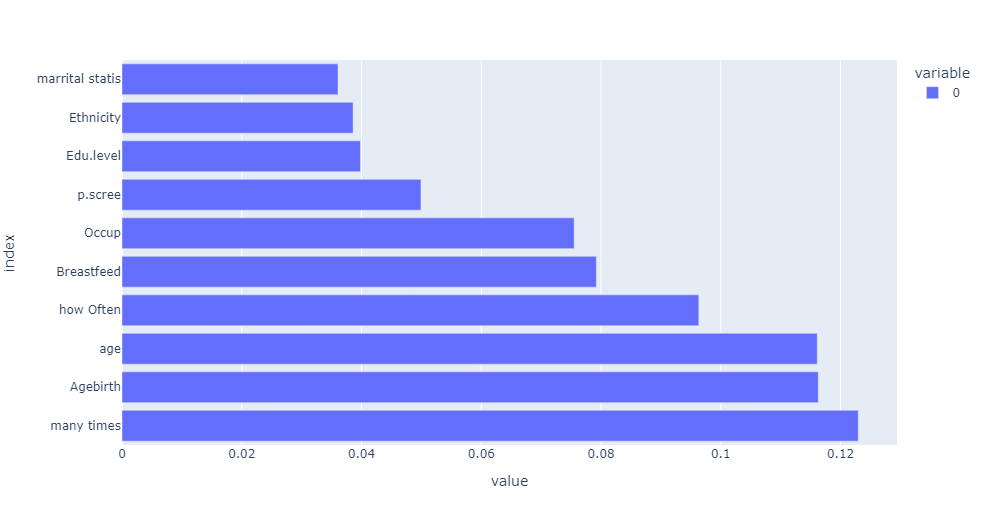 variable
0
marrital statis
Ethnicity
Edu.level
p.scree
Occup
Breastfeed
how Often
age
Agebirth
many times
index
0 0.02 0.04 0.06 0.08 0.1 0.12
value